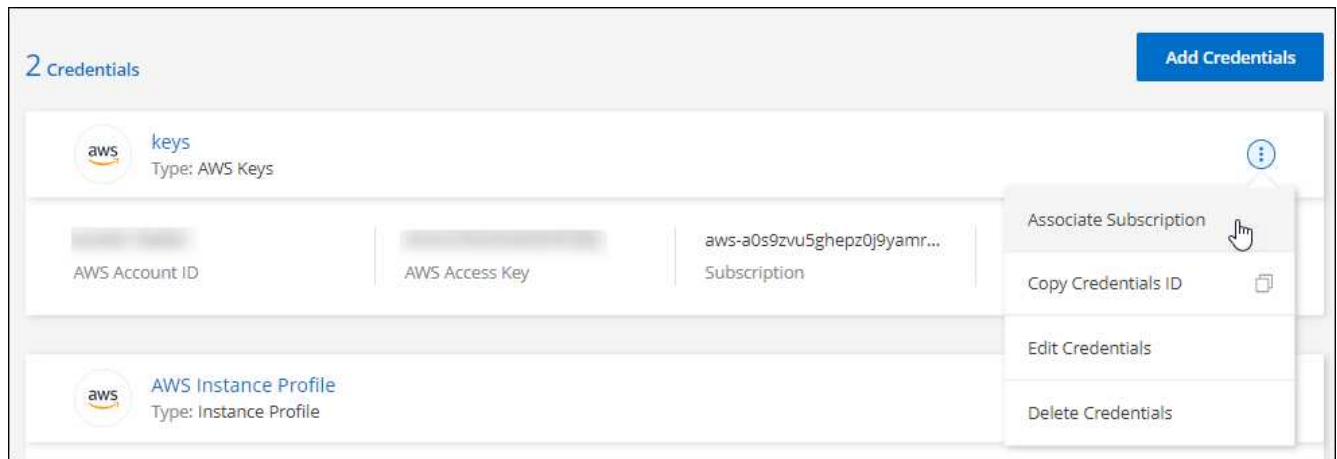 2 Credentials
Add Credentials
aws
keys
Type: AWS Keys
Associate Subscription
aws-a0s9zvu5ghepz0j9yamr...
AWS Account ID
AWS Access Key
Subscription
Copy Credentials ID
Edit Credentials
aws
AWS Instance Profile
Type: Instance Profile
Delete Credentials